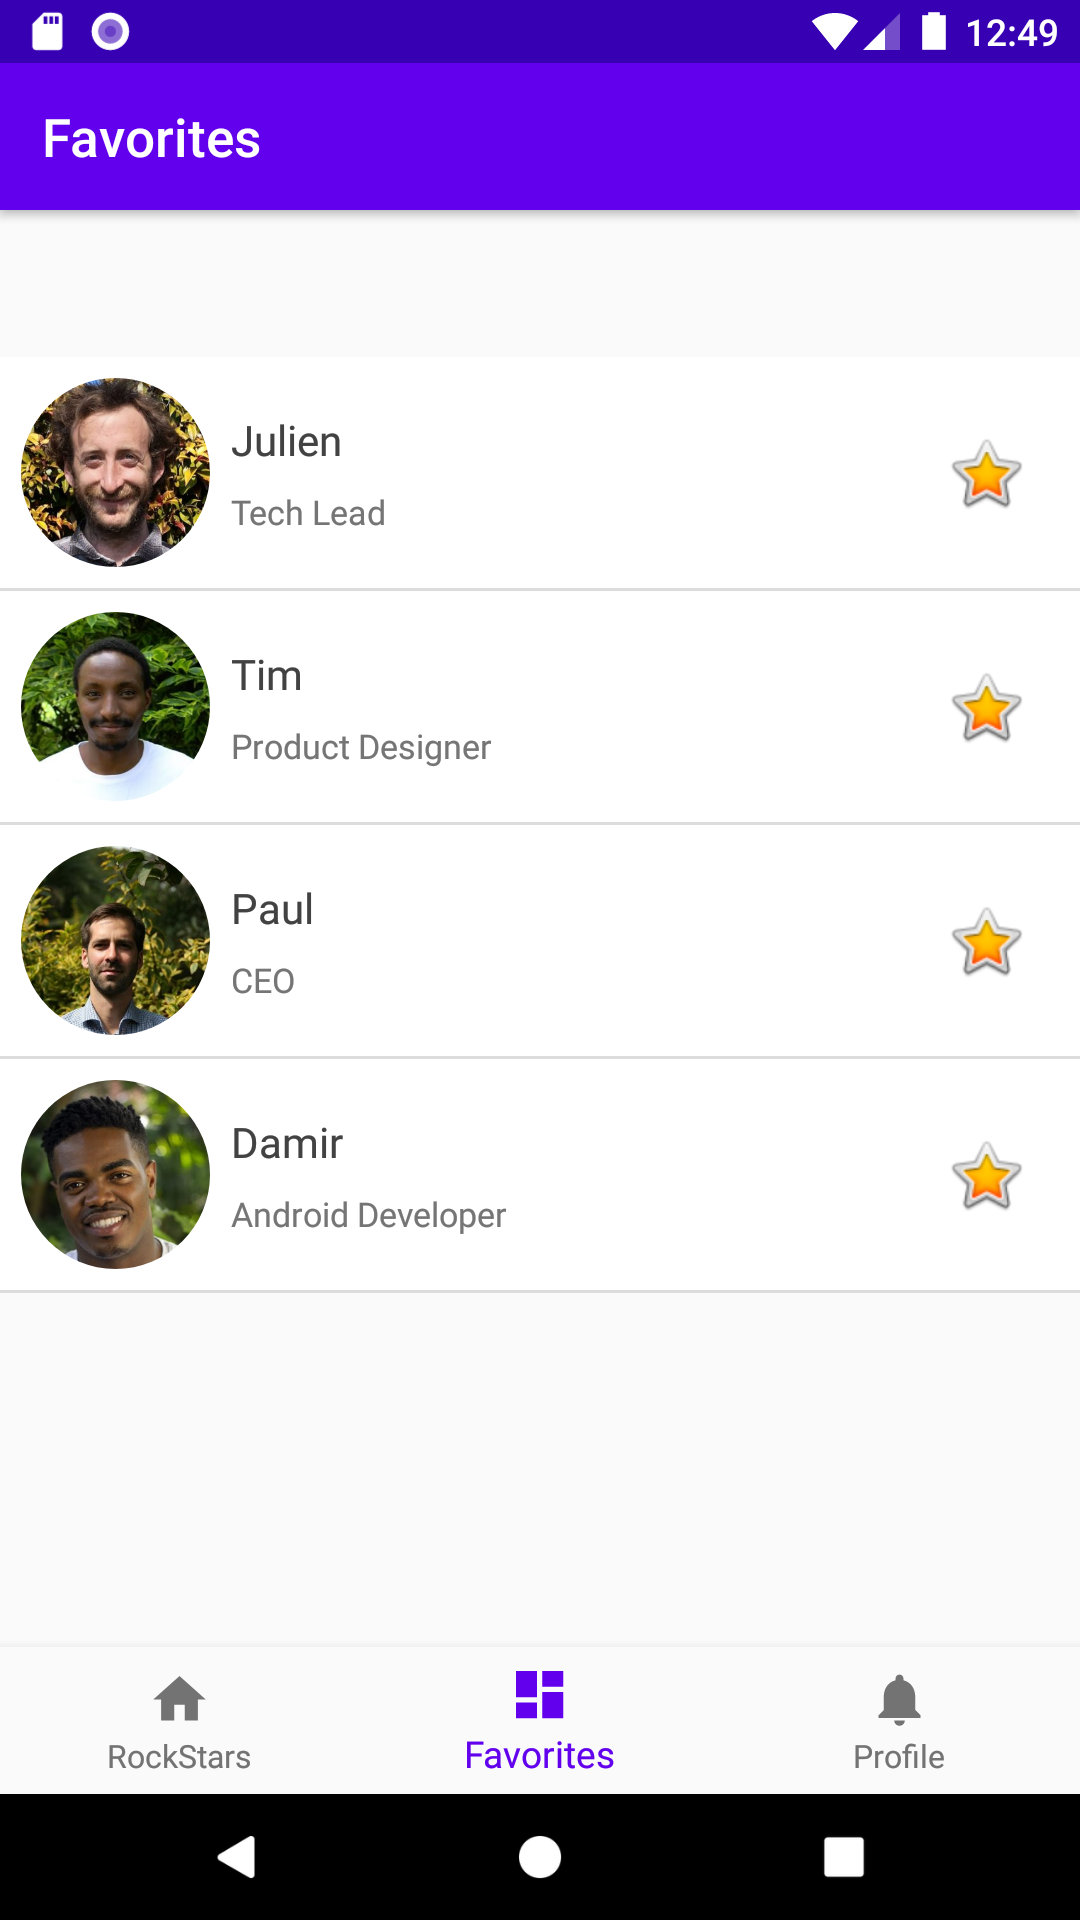 12:49
Favorites
Julien
Tech Lead
Tim
Product Designer
Paul
CEO
Damir
Android Developer
RockStars
Favorites
Profile